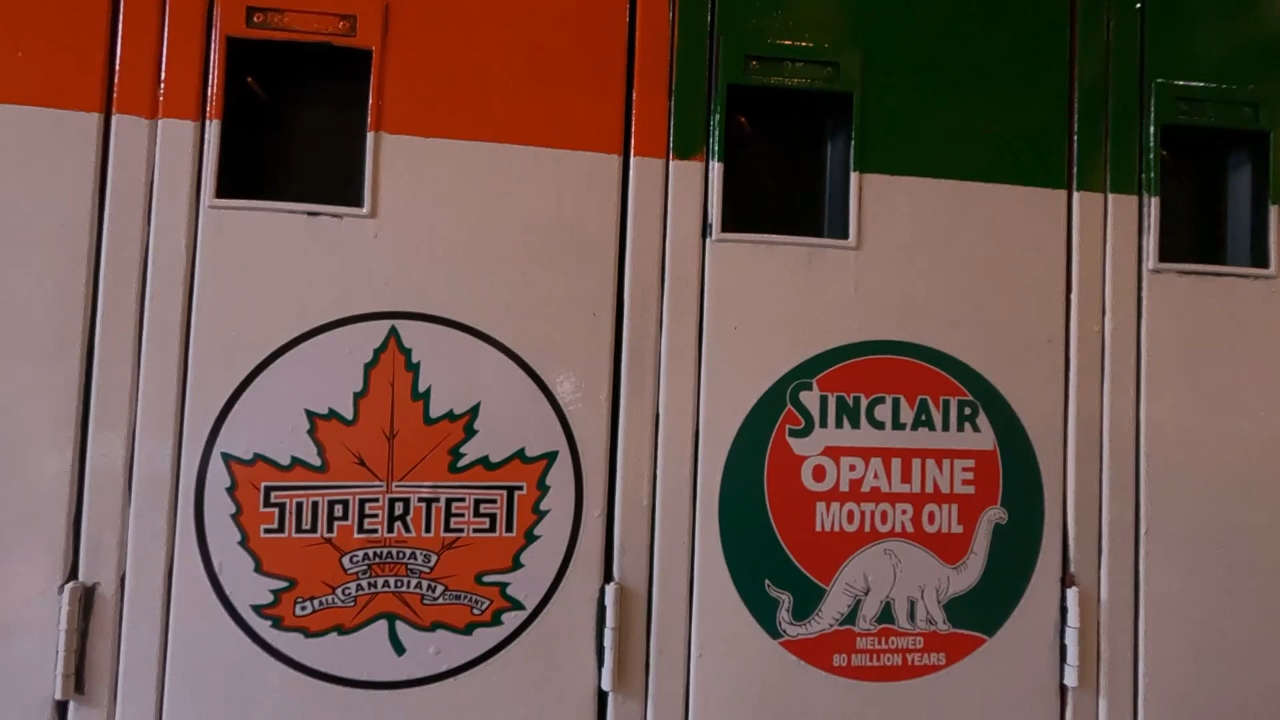 SUPERTEST
CANADA'S
ALL CANADIAN COMPANY
SINCLAIR
OPALINE
MOTOR OIL
MELLOWED
80 MILLION YEARS